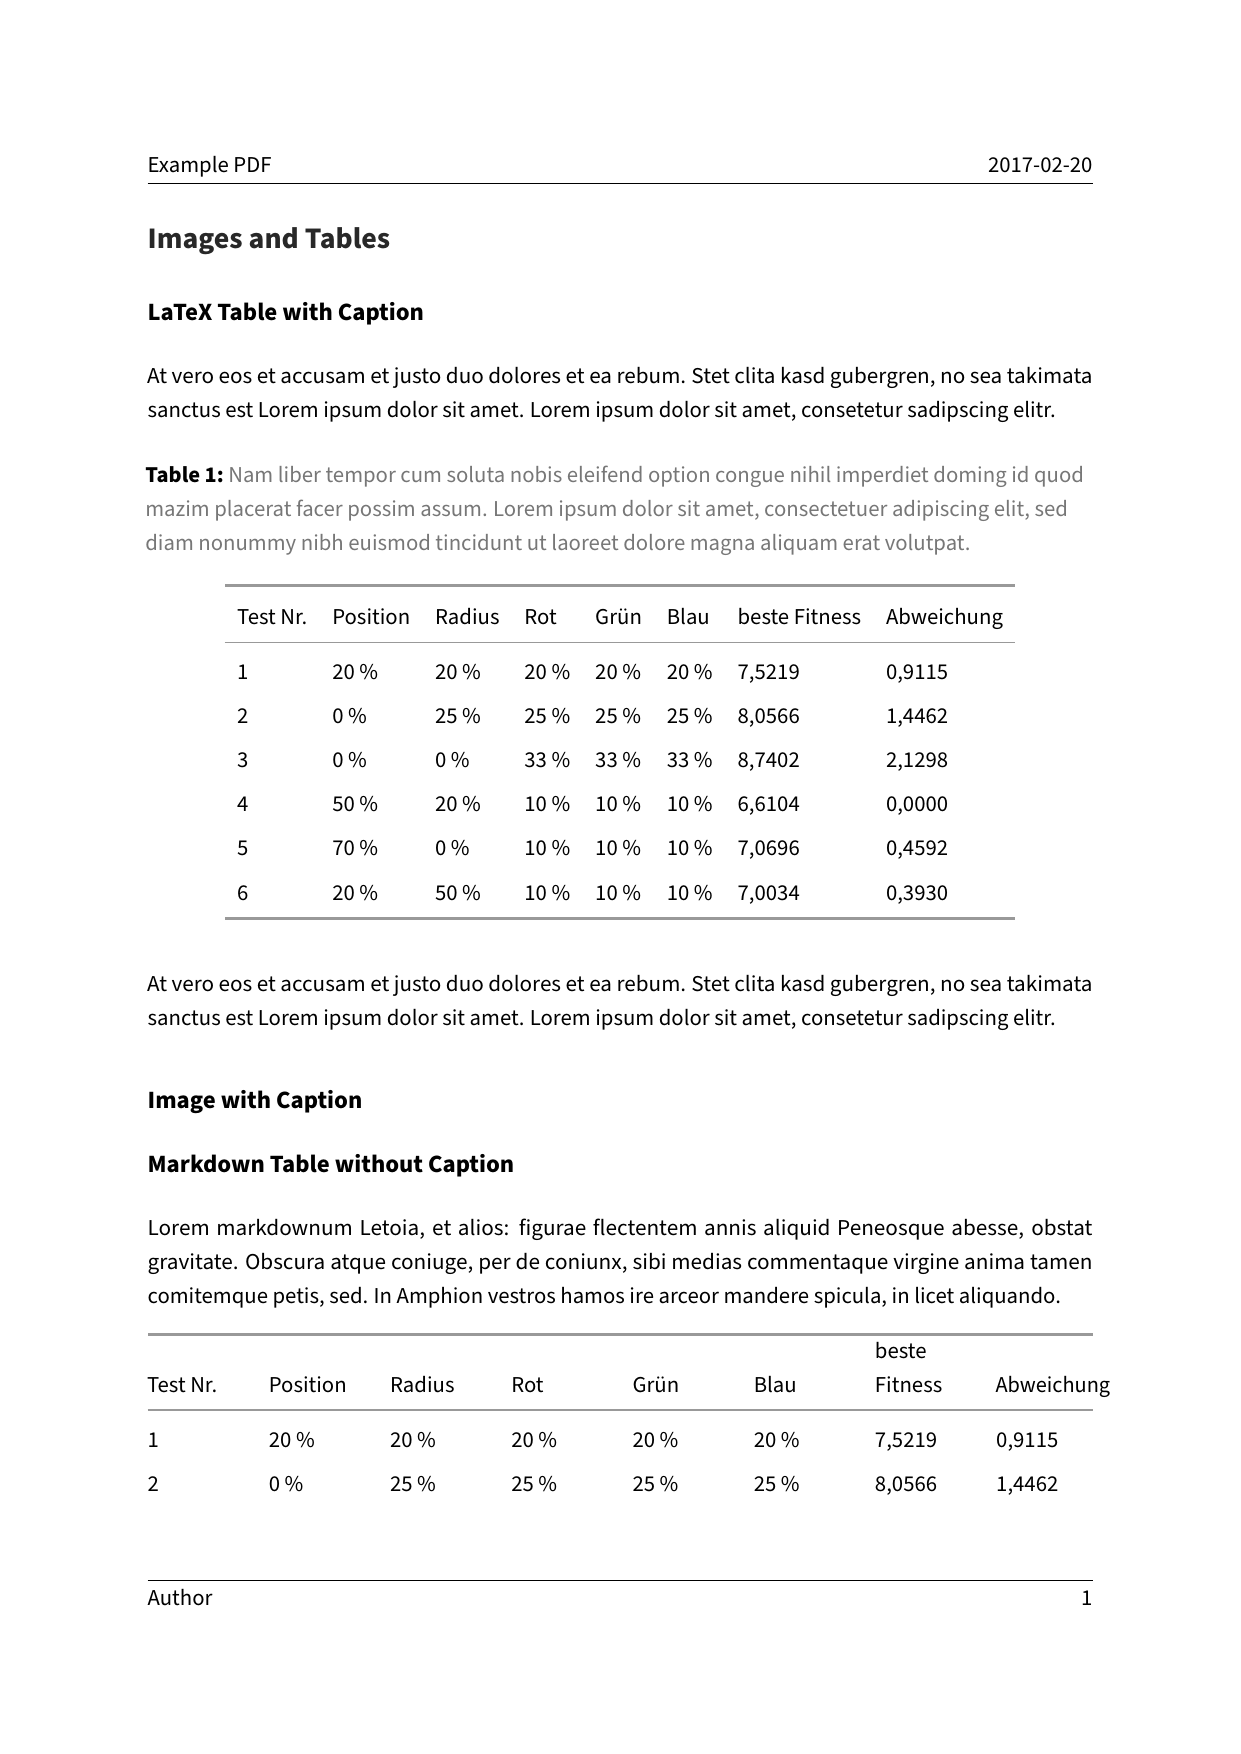 Example PDF 2017-02-20
Images and Tables
LaTeX Table with Caption
At vero eos et accusam et justo duo dolores et ea rebum. Stet clita kasd gubergren, no sea takimata
sanctus est Lorem ipsum dolor sit amet. Lorem ipsum dolor sit amet, consetetur sadipscing elitr.
Table 1: Nam liber tempor cum soluta nobis eleifend option congue nihil imperdiet doming id quod
mazim placerat facer possim assum. Lorem ipsum dolor sit amet, consectetuer adipiscing elit, sed
diam nonummy nibh euismod tincidunt ut laoreet dolore magna aliquam erat volutpat.
Test Nr. Position Radius Rot Grün Blau beste Fitness Abweichung
1 20 % 20 % 20 % 20 % 20 % 7,5219 0,9115
2 0 % 25 % 25 % 25 % 25 % 8,0566 1,4462
3 0 % 0 % 33 % 33 % 33 % 8,7402 2,1298
4 50 % 20 % 10 % 10 % 10 % 6,6104 0,0000
5 70 % 0 % 10 % 10 % 10 % 7,0696 0,4592
6 20 % 50 % 10 % 10 % 10 % 7,0034 0,3930
At vero eos et accusam et justo duo dolores et ea rebum. Stet clita kasd gubergren, no sea takimata
sanctus est Lorem ipsum dolor sit amet. Lorem ipsum dolor sit amet, consetetur sadipscing elitr.
Image with Caption
Markdown Table without Caption
Lorem markdownum Letoia, et alios: figurae flectentem annis aliquid Peneosque abesse, obstat
gravitate. Obscura atque coniuge, per de coniunx, sibi medias commentaque virgine anima tamen
comitemque petis, sed. In Amphion vestros hamos ire arceor mandere spicula, in licet aliquando.
beste
Test Nr. Position Radius Rot Grün Blau Fitness Abweichung
1 20 % 20 % 20 % 20 % 20 % 7,5219 0,9115
2 0 % 25 % 25 % 25 % 25 % 8,0566 1,4462
Author 1